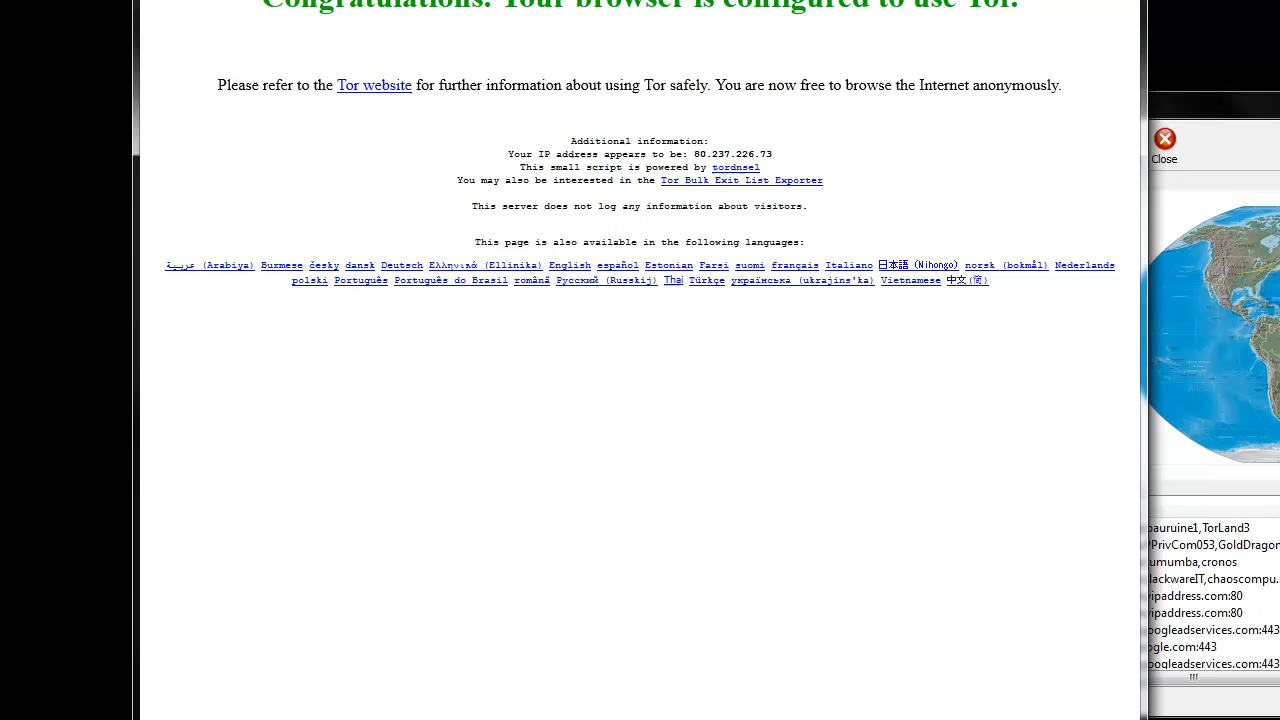 Congratulations. Your browser is configured to use Tor.
Please refer to the Tor website for further information about using Tor safely. You are now free to browse the Internet anonymously.
Additional information:
Your IP address appears to be: 80.237.226.73
This small script is powered by tordnsel
You may also be interested in the Tor Bulk Exit List Exporter
This server does not log any information about visitors.
This page is also available in the following languages:
عربية (Arabiya) Burmese česky dansk Deutsch Ελληνικά (Ellinika) English español Estonian Farsi suomi français Italiano 日本語 (Nihongo) norsk (bokmål) Nederlands
polski Português Português do Brasil română Русский (Russkij) Thai Türkçe українська (ukrajins'ka) Vietnamese 中文(简)
Close
bauruine1,TorLand3
PrivCom053,GoldDragon
umumba,cronos
lackwareIT,chaoscompu...
ipaddress.com:80
ipaddress.com:80
oogleadservices.com:443
ogle.com:443
oogleadservices.com:443